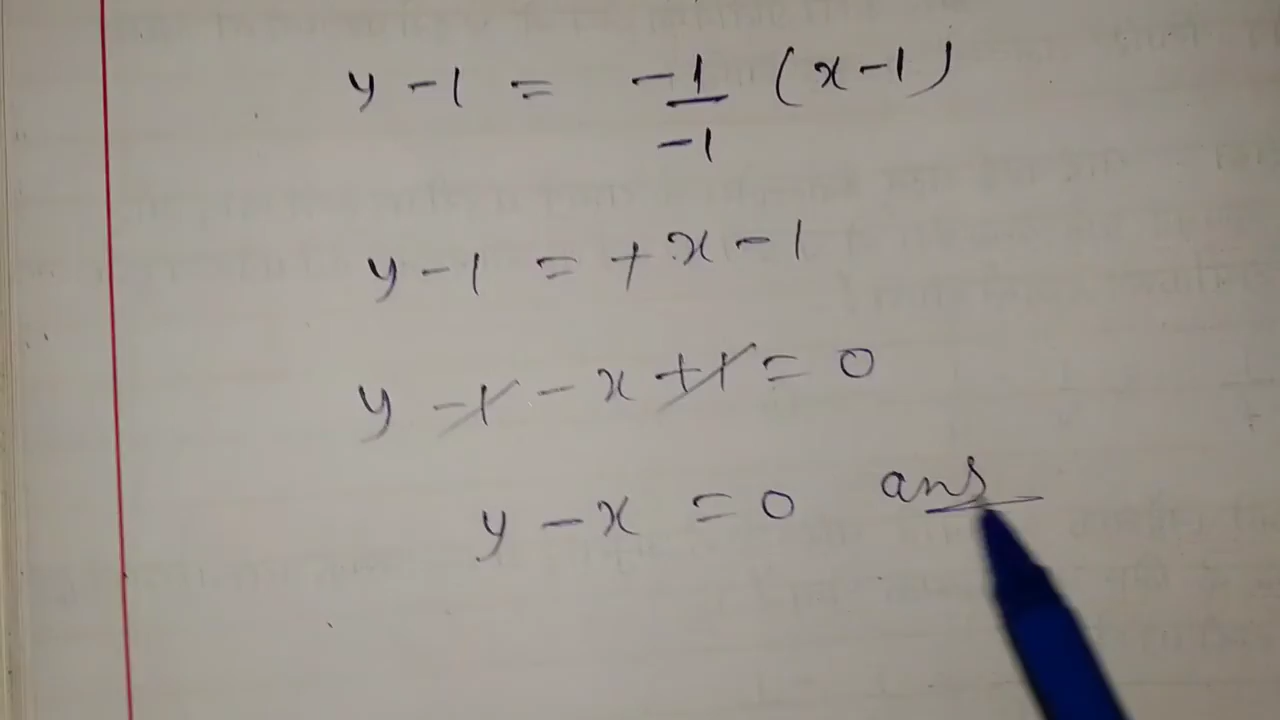 y - 1 = -1/-1 (x - 1)
y - 1 = + x - 1
y - 1 - x + 1 = 0
y - x = 0 ans